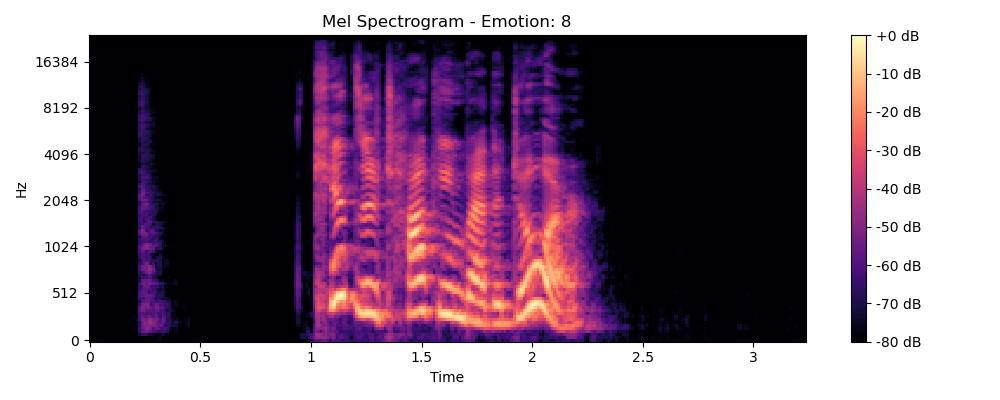 Mel Spectrogram - Emotion: 8
Hz
16384
8192
4096
2048
1024
512
0
0 0.5 1 1.5 2 2.5 3
Time
+0 dB
-10 dB
-20 dB
-30 dB
-40 dB
-50 dB
-60 dB
-70 dB
-80 dB